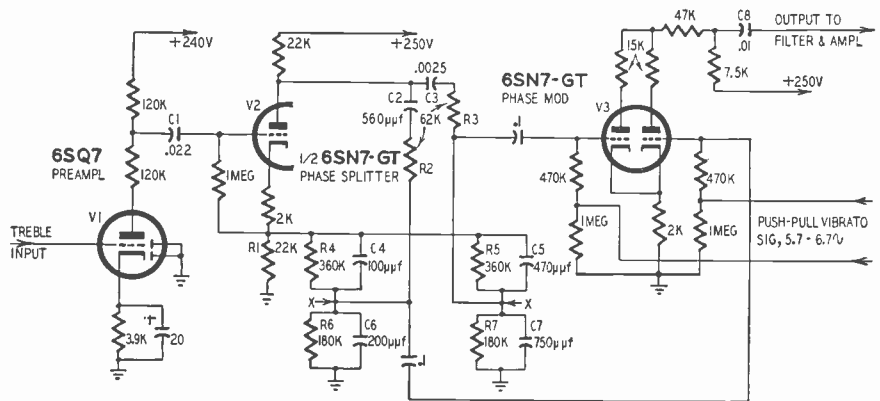 +240V
22K
+250V
.0025
C3
C2
560µµf
62K
R3
R2
6SN7-GT
PHASE MOD
V3
15K
47K
C8
.01
OUTPUT TO
FILTER & AMPL
7.5K
+250V
120K
C1
.022
V2
1/2 6SN7-GT
PHASE SPLITTER
120K
6SQ7
PREAMPL
V1
TREBLE
INPUT
1MEG
2K
R1
22K
R4
360K
C4
100µµf
R5
360K
C5
470µµf
X
X
R6
180K
C6
200µµf
.1
R7
180K
C7
750µµf
3.9K
+
20
.1
470K
470K
1MEG
2K
1MEG
PUSH-PULL VIBRATO
SIG, 5.7-6.7∿